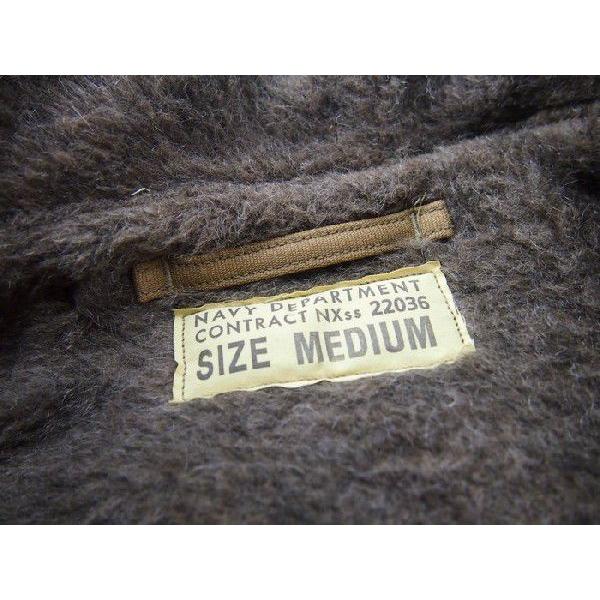 NAVY DEPARTMENT
CONTRACT NXss 22036
SIZE MEDIUM